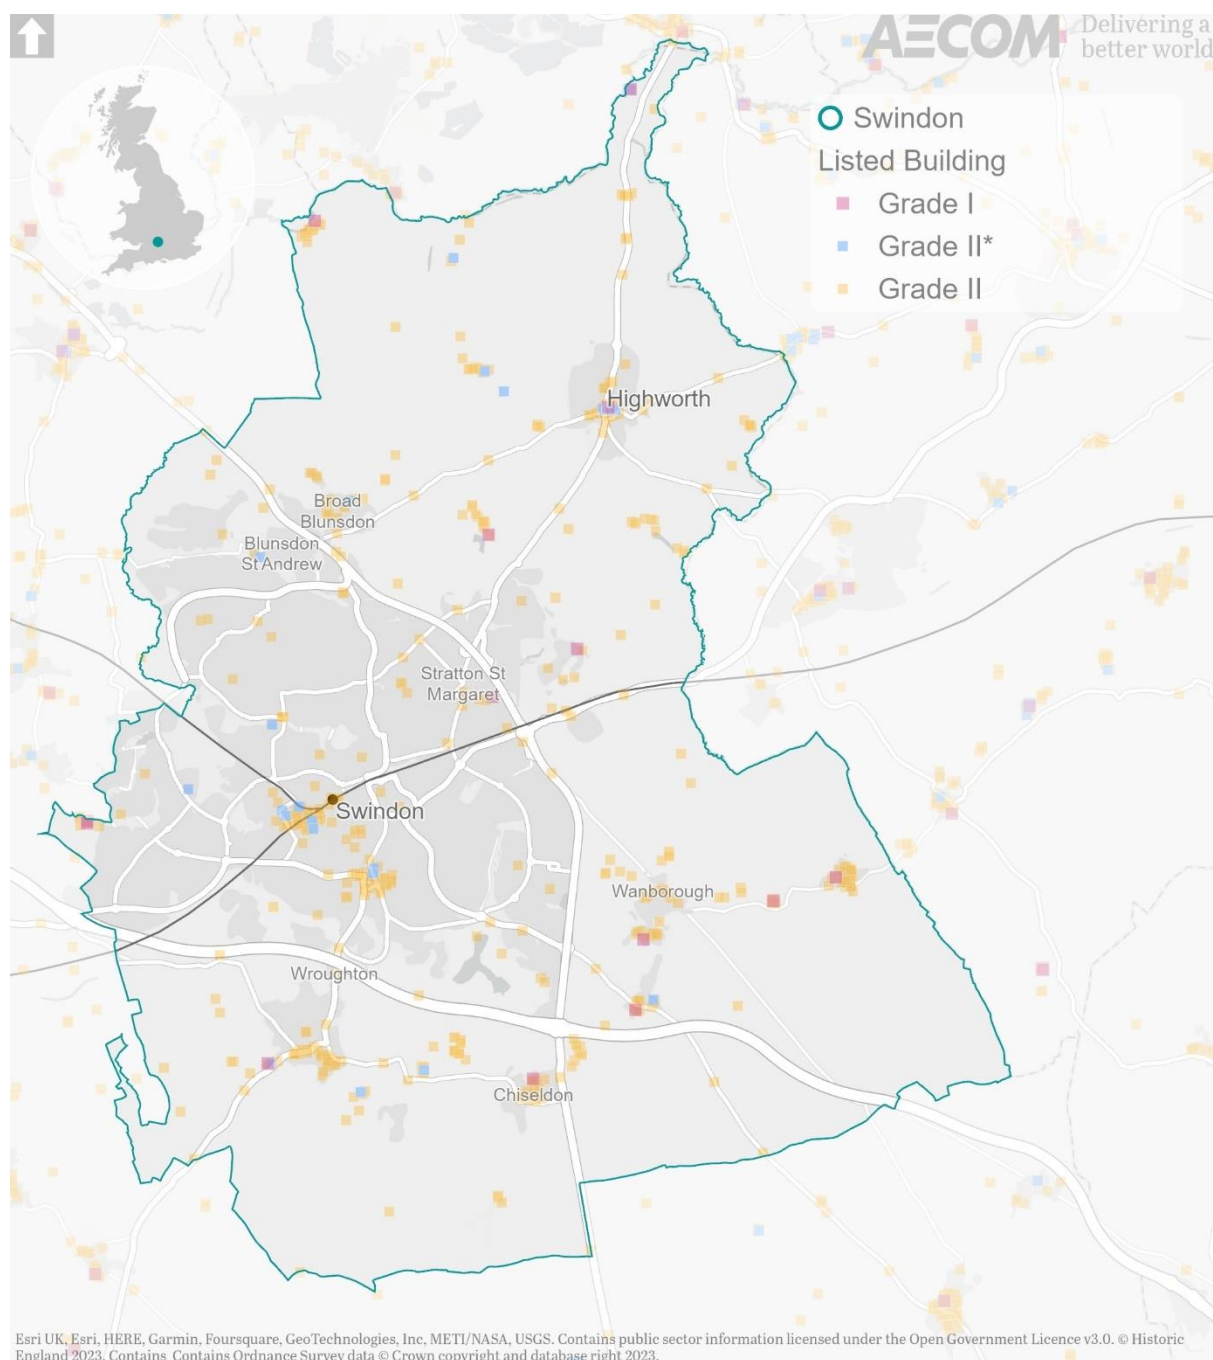 AECOM
Delivering a
better world
Swindon
Listed Building
Grade I
Grade II*
Grade II
Highworth
Broad
Blunsdon
Blunsdon
St Andrew
Stratton St
Margaret
Swindon
Wanborough
Wroughton
Chiseldon
Esri UK, Esri, HERE, Garmin, Foursquare, GeoTechnologies, Inc, METI/NASA, USGS. Contains public sector information licensed under the Open Government Licence v3.0. © Historic
England 2023. Contains Contains Ordnance Survey data © Crown copyright and database right 2023.